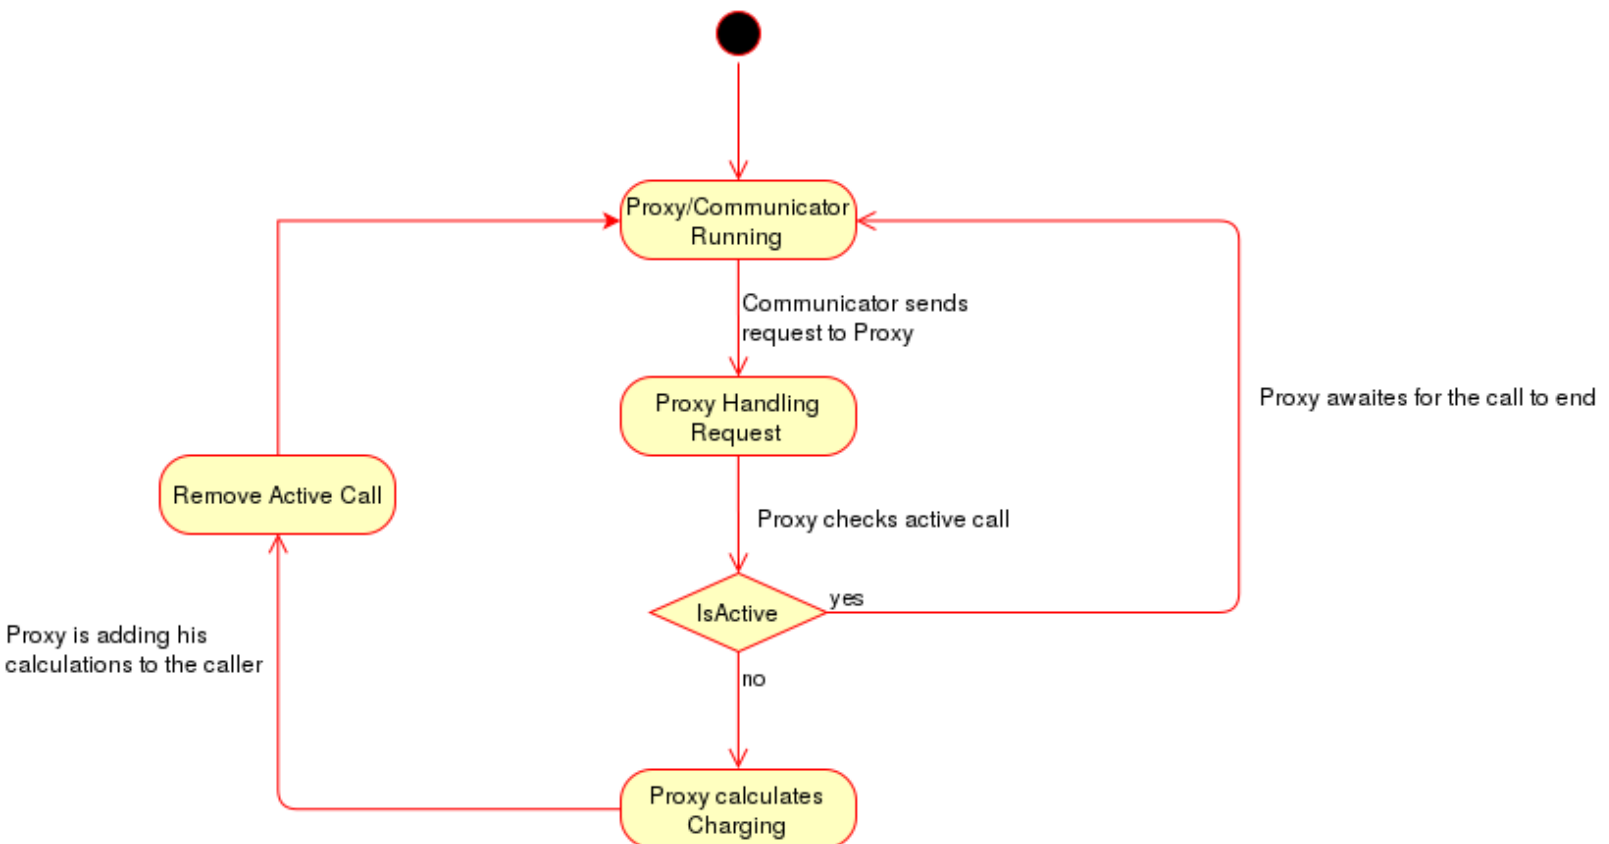 Proxy/Communicator
Running
Communicator sends
request to Proxy
Proxy Handling
Request
Proxy awaites for the call to end
Remove Active Call
Proxy checks active call
IsActive
yes
Proxy is adding his
calculations to the caller
no
Proxy calculates
Charging